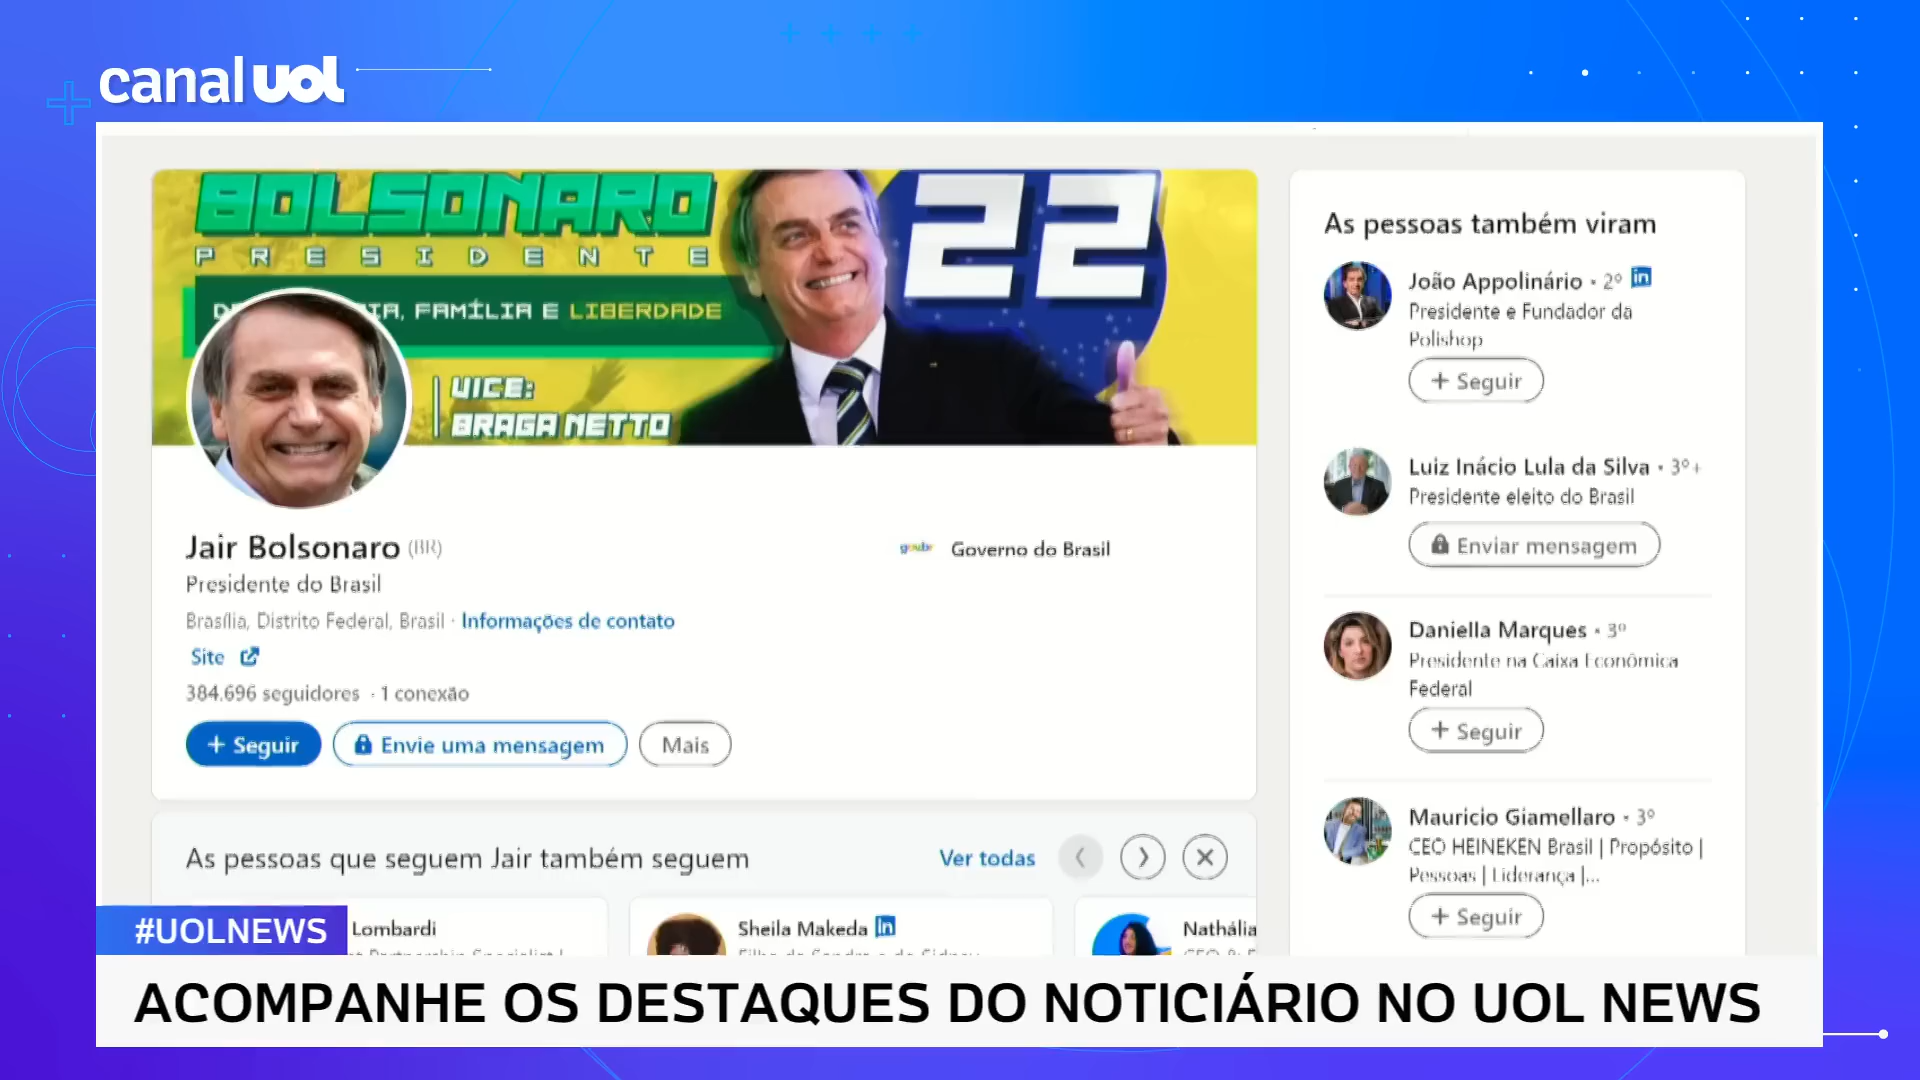 canal uol
BOLSONARO
PRESIDENTE
22
IA, FAMÍLIA E LIBERDADE
VICE:
BRAGA NETTO
Jair Bolsonaro (BR)
Presidente do Brasil
Brasília, Distrito Federal, Brasil · Informações de contato
Site
384.696 seguidores · 1 conexão
+ Seguir
Envie uma mensagem
Mais
Governo do Brasil
As pessoas que seguem Jair também seguem
Ver todas
Lombardi
Partnership Specialist
Sheila Makeda in
Nathália
As pessoas também viram
João Appolinário · 2º in
Presidente e Fundador da
Polishop
+ Seguir
Luiz Inácio Lula da Silva · 3º+
Presidente eleito do Brasil
Enviar mensagem
Daniella Marques · 3º
Presidente na Caixa Econômica
Federal
+ Seguir
Mauricio Giamellaro · 3º
CEO HEINEKEN Brasil | Propósito |
Pessoas | Liderança |...
+ Seguir
#UOLNEWS
ACOMPANHE OS DESTAQUES DO NOTICIÁRIO NO UOL NEWS